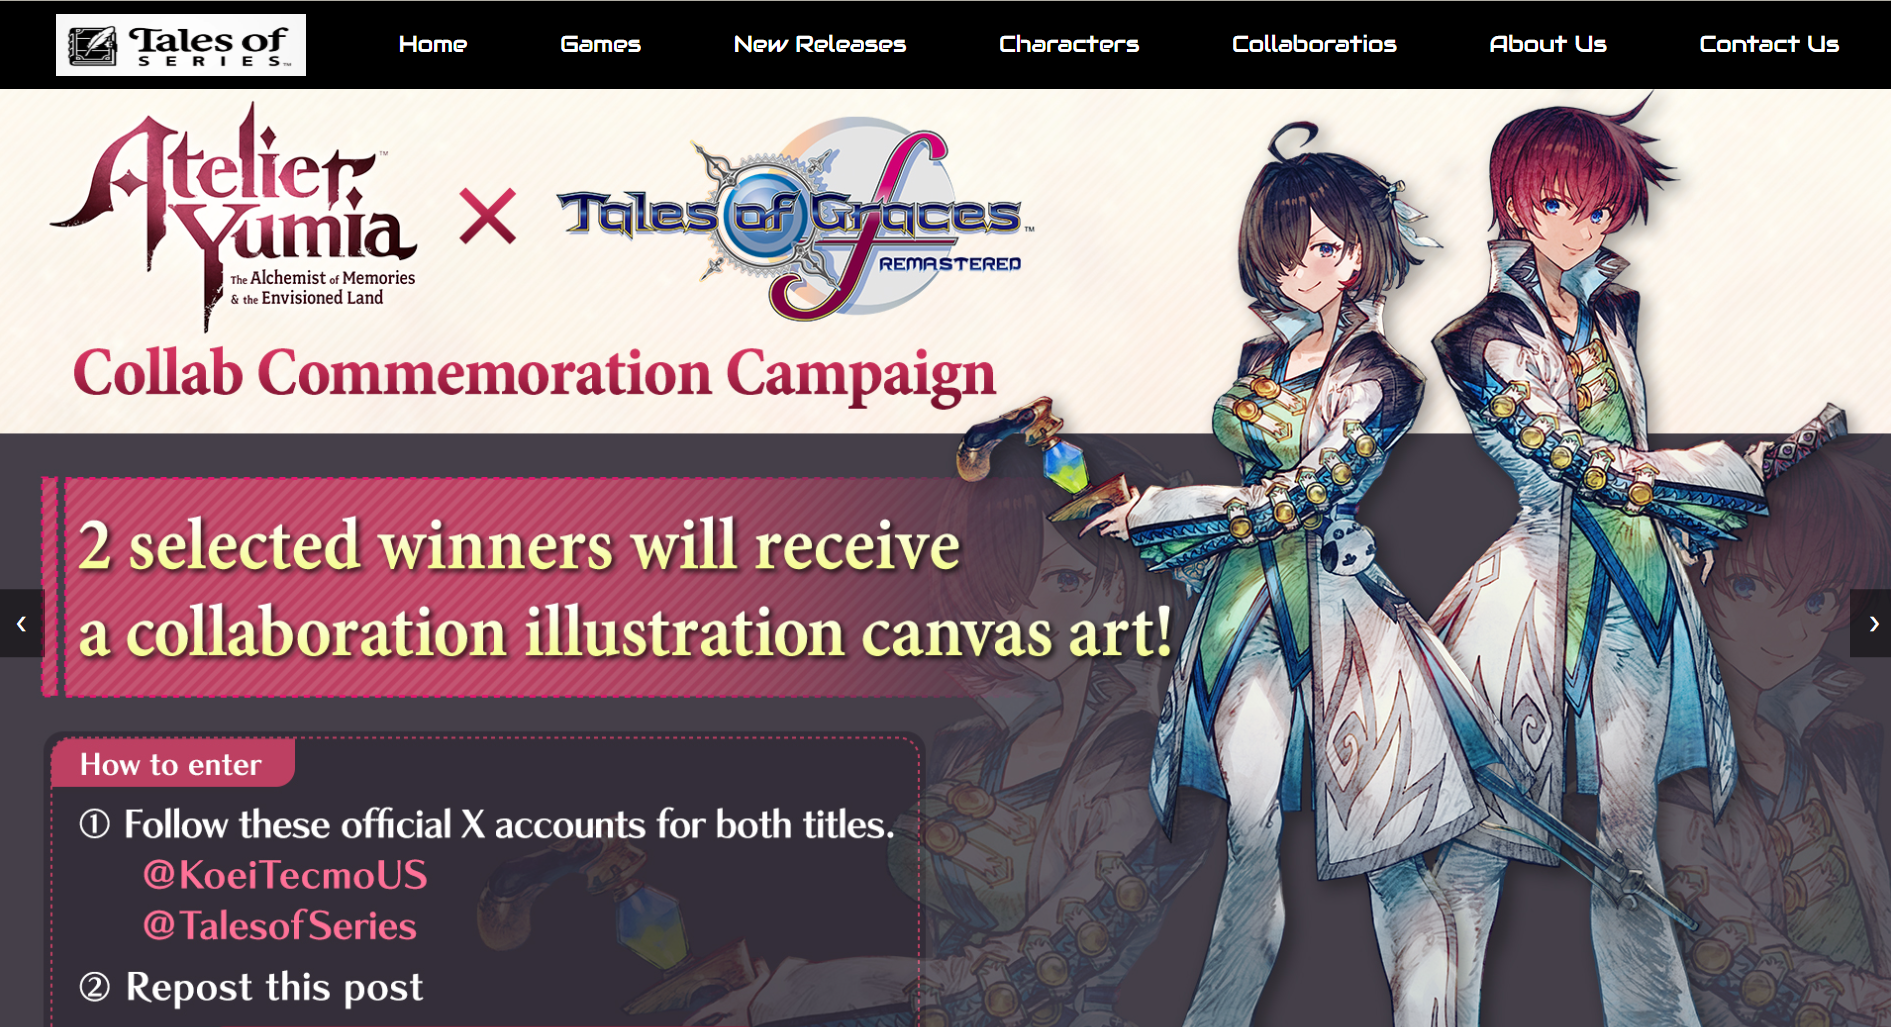 Tales of
SERIES™
Home
Games
New Releases
Characters
Collaboratios
About Us
Contact Us
Atelier™
Yumia
The Alchemist of Memories
& the Envisioned Land
×
Tales of Graces f™
REMASTERED
Collab Commemoration Campaign
2 selected winners will receive
a collaboration illustration canvas art!
‹
›
How to enter
① Follow these official X accounts for both titles.
@KoeiTecmoUS
@TalesofSeries
② Repost this post